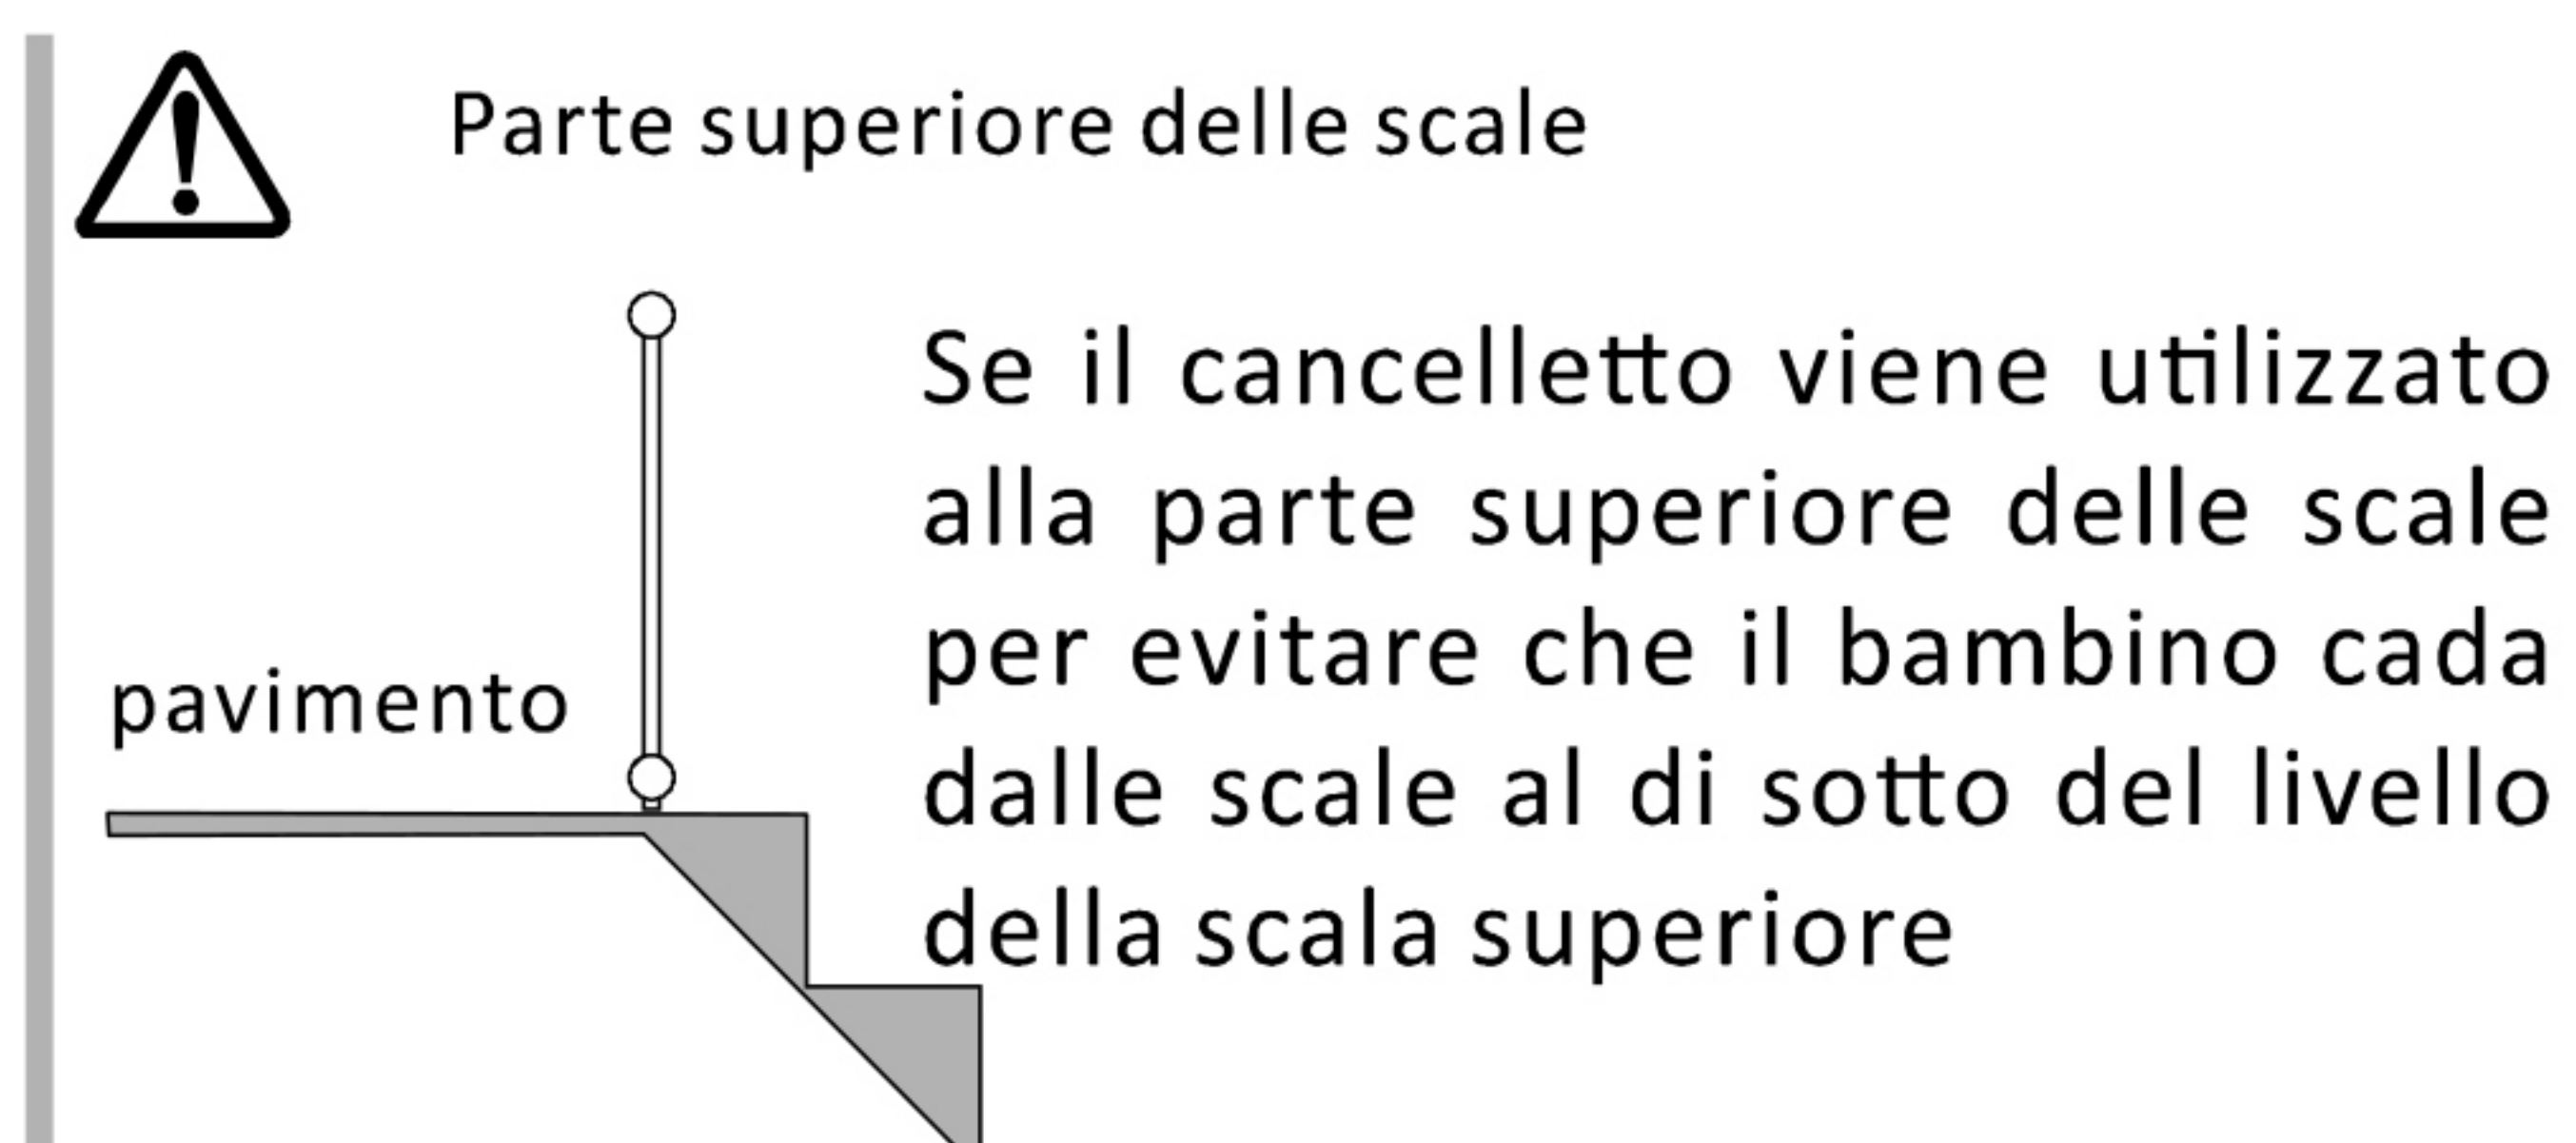 Parte superiore delle scale
Se il cancelletto viene utilizzato
alla parte superiore delle scale
per evitare che il bambino cada
dalle scale al di sotto del livello
della scala superiore
pavimento